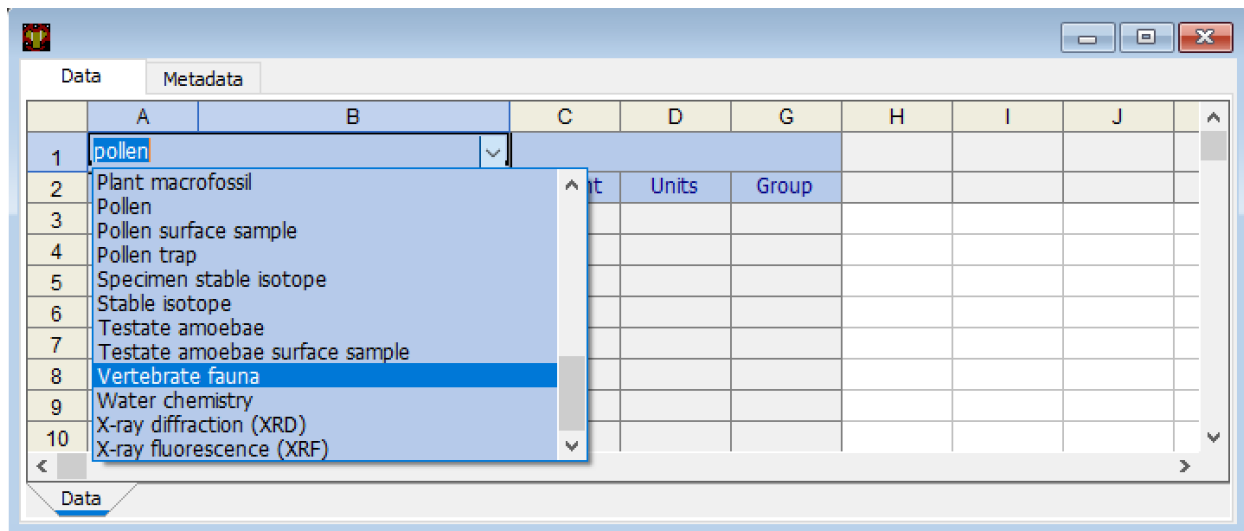 Data Metadata
A B C D G H I J
1 pollen
2 Units Group
Plant macrofossil
3 Pollen
Pollen surface sample
4 Pollen trap
5 Specimen stable isotope
6 Stable isotope
Testate amoebae
7 Testate amoebae surface sample
8 Vertebrate fauna
9 Water chemistry
X-ray diffraction (XRD)
10 X-ray fluorescence (XRF)
Data